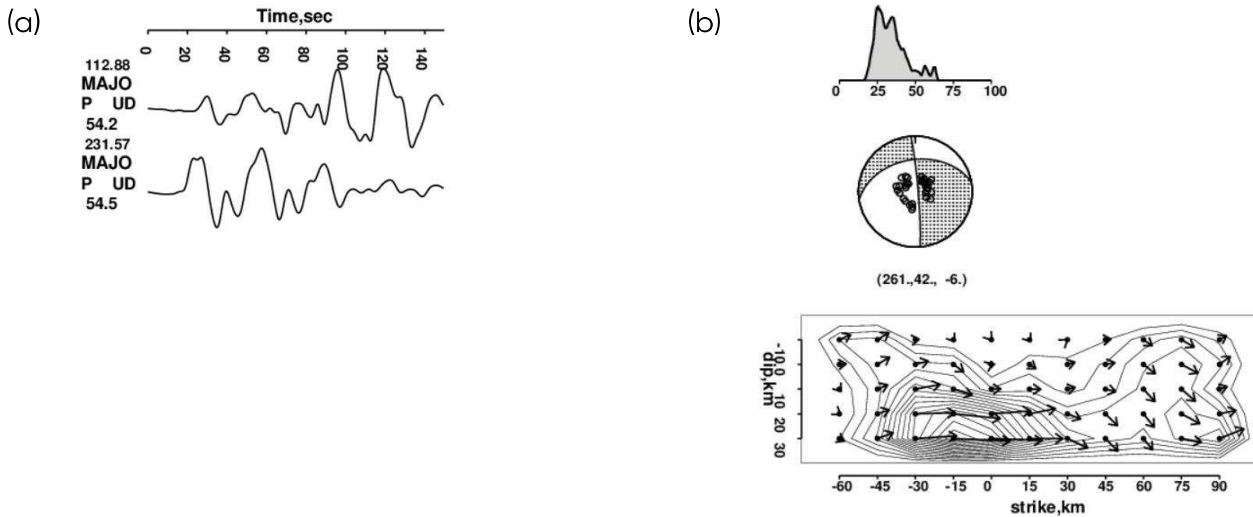 (a)
Time,sec
0 20 40 60 80 100 120 140
112.88
MAJO
P UD
54.2
231.57
MAJO
P UD
54.5
(b)
0 25 50 75 100
(261.,42., -6.)
dip,km
-10 0 10 20 30
-60 -45 -30 -15 0 15 30 45 60 75 90
strike,km